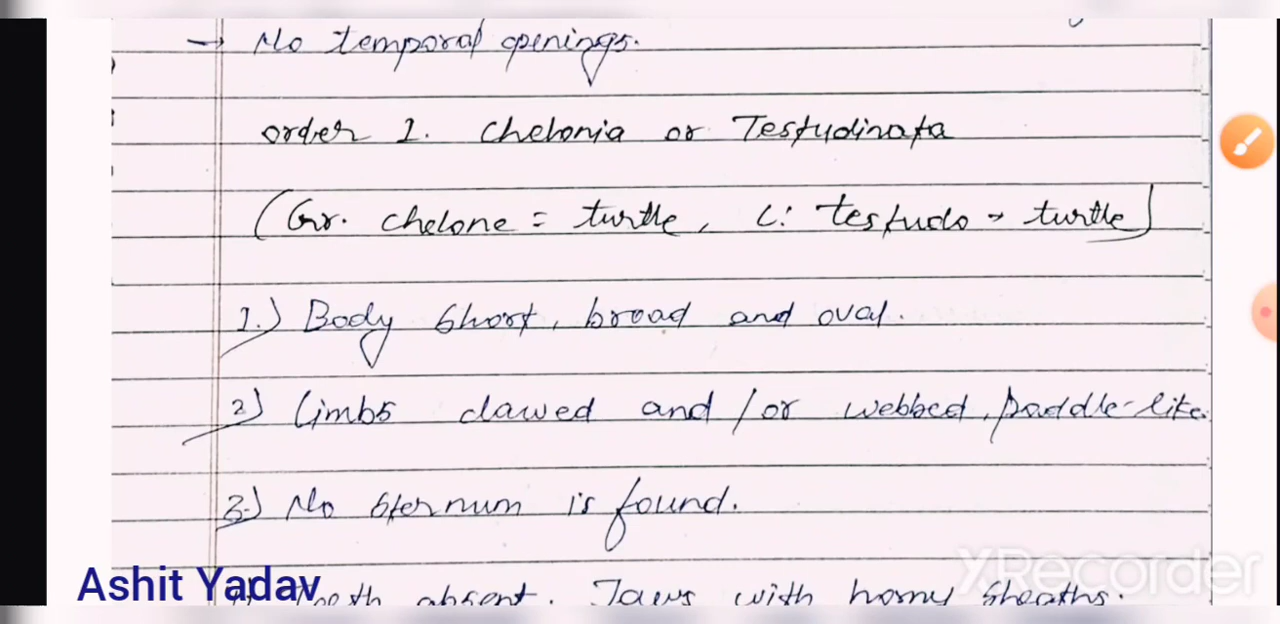 → No temporal openings.
order 1. Chelonia or Testudinata
(Gr. chelone = turtle, L: testudo → turtle)
1.) Body short, broad and oval.
2) Limbs clawed and/or webbed, paddle-like
3.) No sternum is found.
Teeth absent. Jaws with horny sheaths.
Ashit Yadav
XRecorder